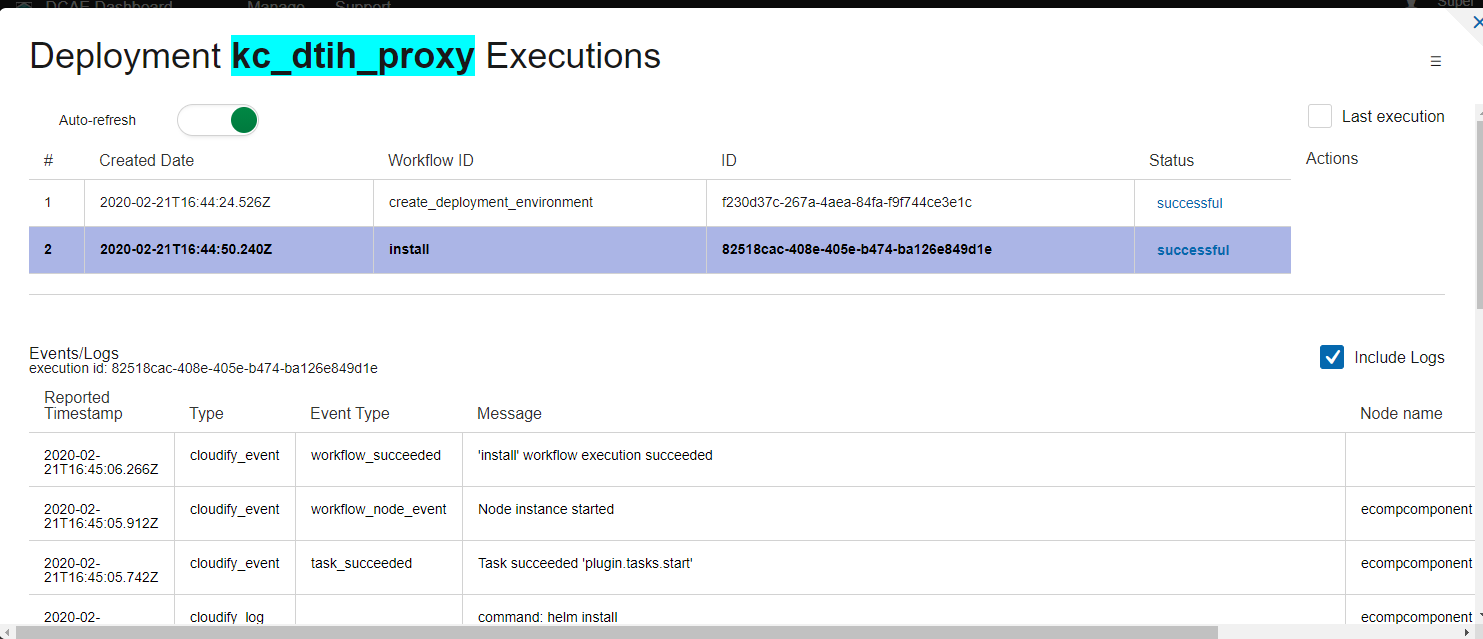 DCAE Dashboard Manage Support Super
Deployment kc_dtih_proxy Executions
Auto-refresh
Last execution
# Created Date Workflow ID ID Status Actions
1 2020-02-21T16:44:24.526Z create_deployment_environment f230d37c-267a-4aea-84fa-f9f744ce3e1c successful
2 2020-02-21T16:44:50.240Z install 82518cac-408e-405e-b474-ba126e849d1e successful
Events/Logs
execution id: 82518cac-408e-405e-b474-ba126e849d1e
Include Logs
Reported
Timestamp Type Event Type Message Node name
2020-02-
21T16:45:06.266Z cloudify_event workflow_succeeded 'install' workflow execution succeeded
2020-02-
21T16:45:05.912Z cloudify_event workflow_node_event Node instance started ecompcomponent
2020-02-
21T16:45:05.742Z cloudify_event task_succeeded Task succeeded 'plugin.tasks.start' ecompcomponent
2020-02- cloudify_log command: helm install ecompcomponent